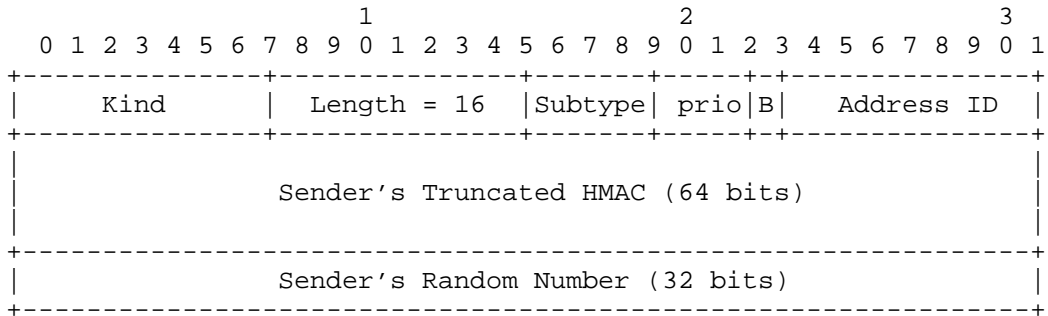 1 2 3
0 1 2 3 4 5 6 7 8 9 0 1 2 3 4 5 6 7 8 9 0 1 2 3 4 5 6 7 8 9 0 1
+---------------+---------------+-------+-----+-+---------------+
| Kind | Length = 16 |Subtype| prio|B| Address ID |
+---------------+---------------+-------+-----+-+---------------+
| |
| Sender’s Truncated HMAC (64 bits) |
| |
+---------------------------------------------------------------+
| Sender’s Random Number (32 bits) |
+---------------------------------------------------------------+